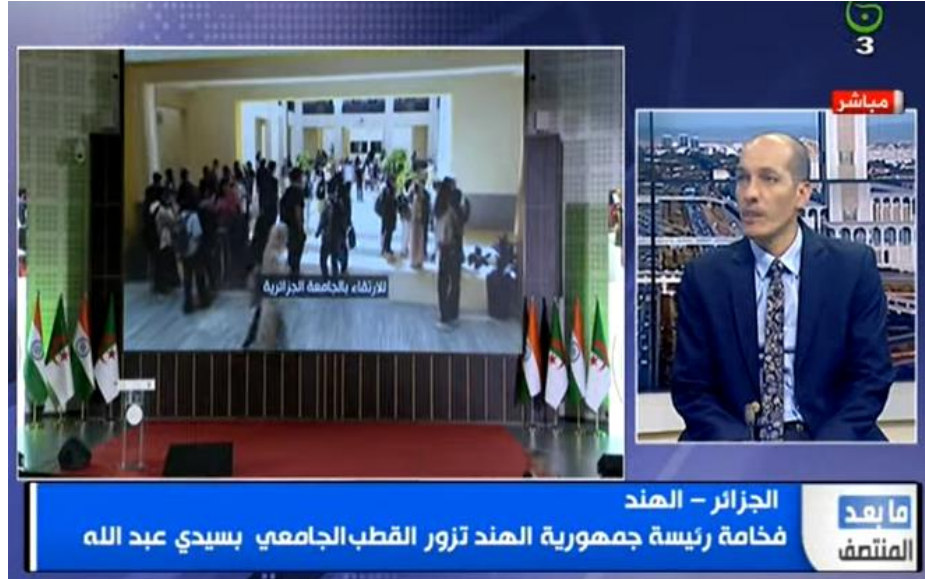 3
مباشر
للارتقاء بالجامعة الجزائرية
ما بعد
المنتصف
الجزائر – الهند
فخامة رئيسة جمهورية الهند تزور القطب الجامعي بسيدي عبد الله